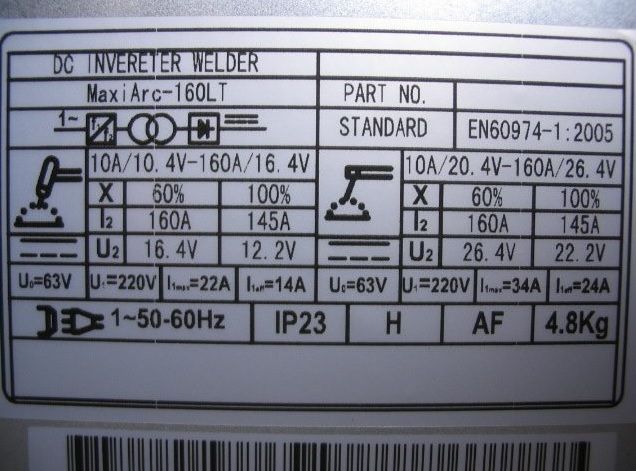 DC INVERETER WELDER
MaxiArc-160LT PART NO.
1~ f1 f2 STANDARD EN60974-1:2005
10A/10.4V-160A/16.4V 10A/20.4V-160A/26.4V
X 60% 100% X 60% 100%
I2 160A 145A I2 160A 145A
U2 16.4V 12.2V U2 26.4V 22.2V
U0=63V U1=220V I1max=22A I1eff=14A U0=63V U1=220V I1max=34A I1eff=24A
1~50-60Hz IP23 H AF 4.8Kg